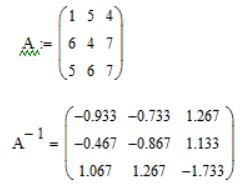 A := ( 1 5 4
6 4 7
5 6 7 )
A⁻¹ = ( −0.933 −0.733 1.267
−0.467 −0.867 1.133
1.067 1.267 −1.733 )